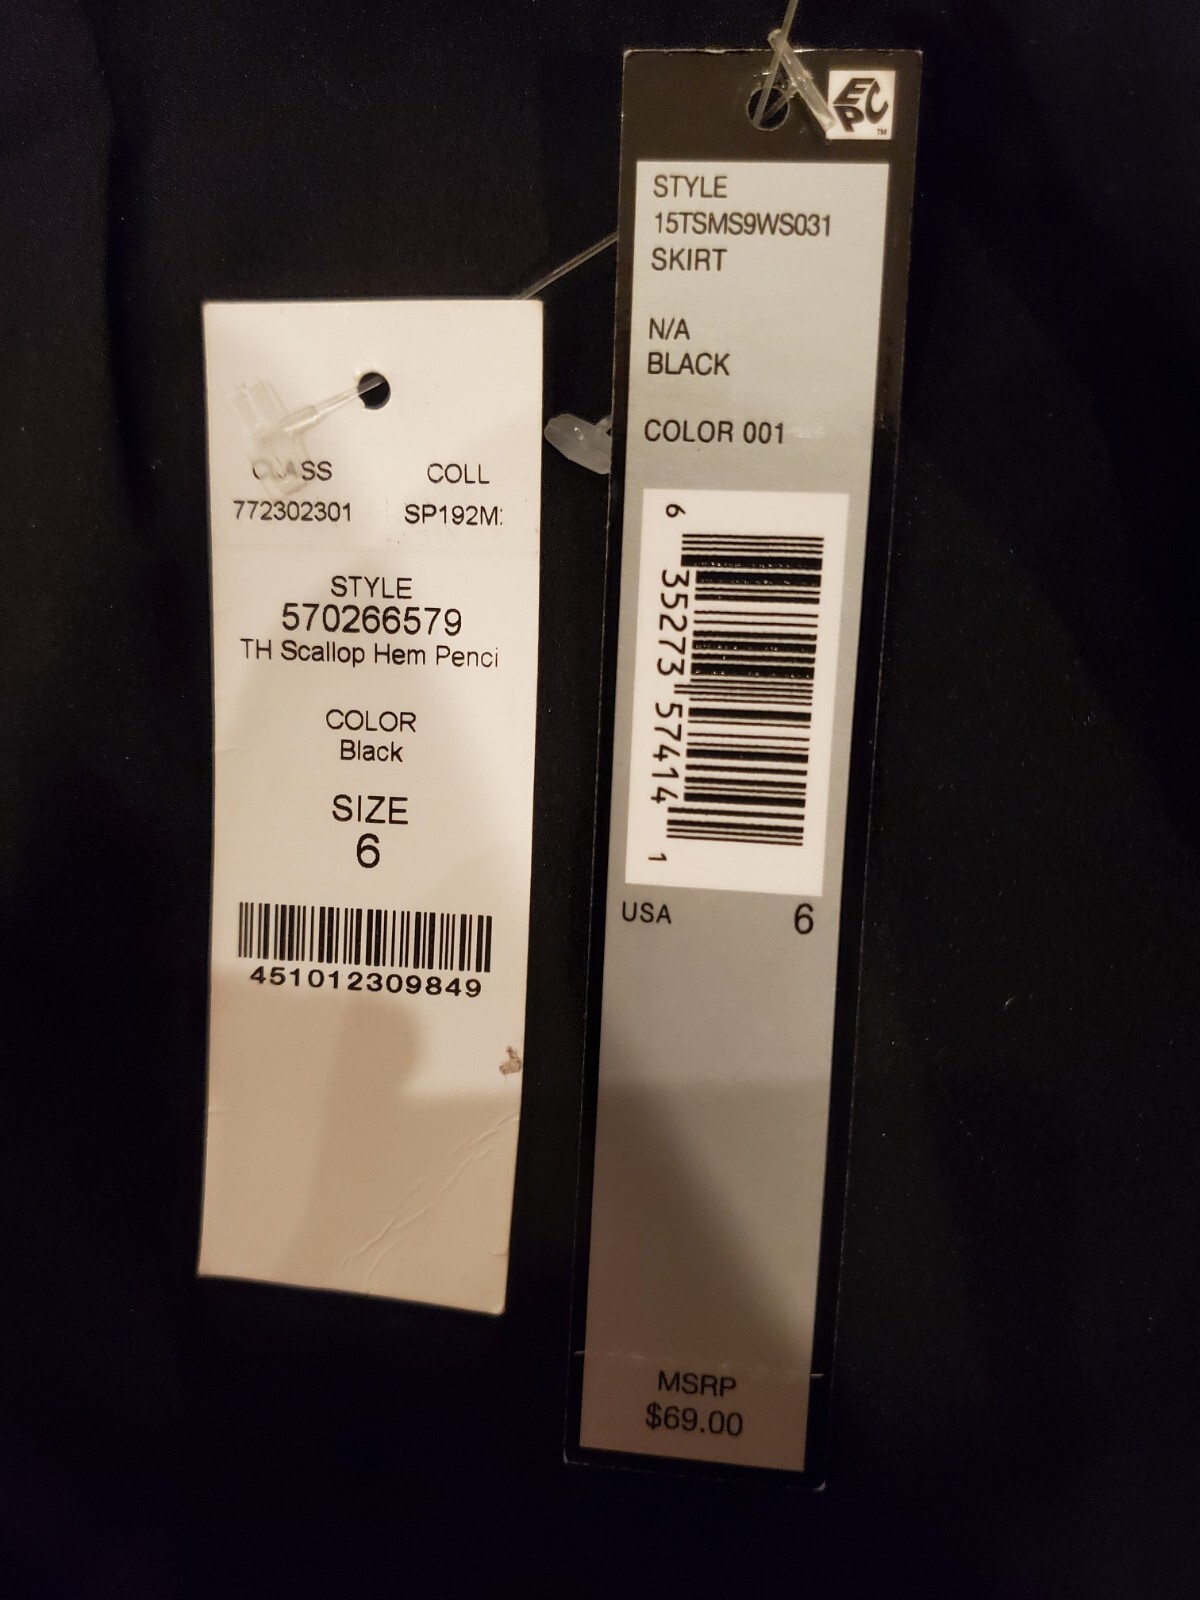 CLASS COLL
772302301 SP192M:
STYLE
570266579
TH Scallop Hem Penci
COLOR
Black
SIZE
6
451012309849
EPC
TM
STYLE
15TSMS9WS031
SKIRT
N/A
BLACK
COLOR 001
6 35273 57414 1
USA 6
MSRP
$69.00